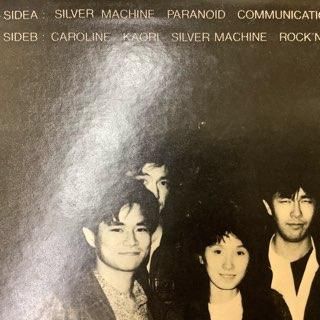 SIDEA : SILVER MACHINE PARANOID COMMUNICATI
SIDEB : CAROLINE KAORI SILVER MACHINE ROCK'N